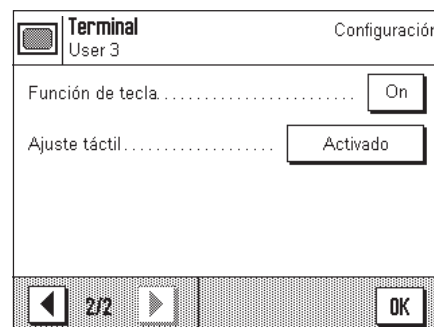 Terminal Configuración
User 3
Función de tecla........................ On
Ajuste táctil................... Activado
2/2 OK